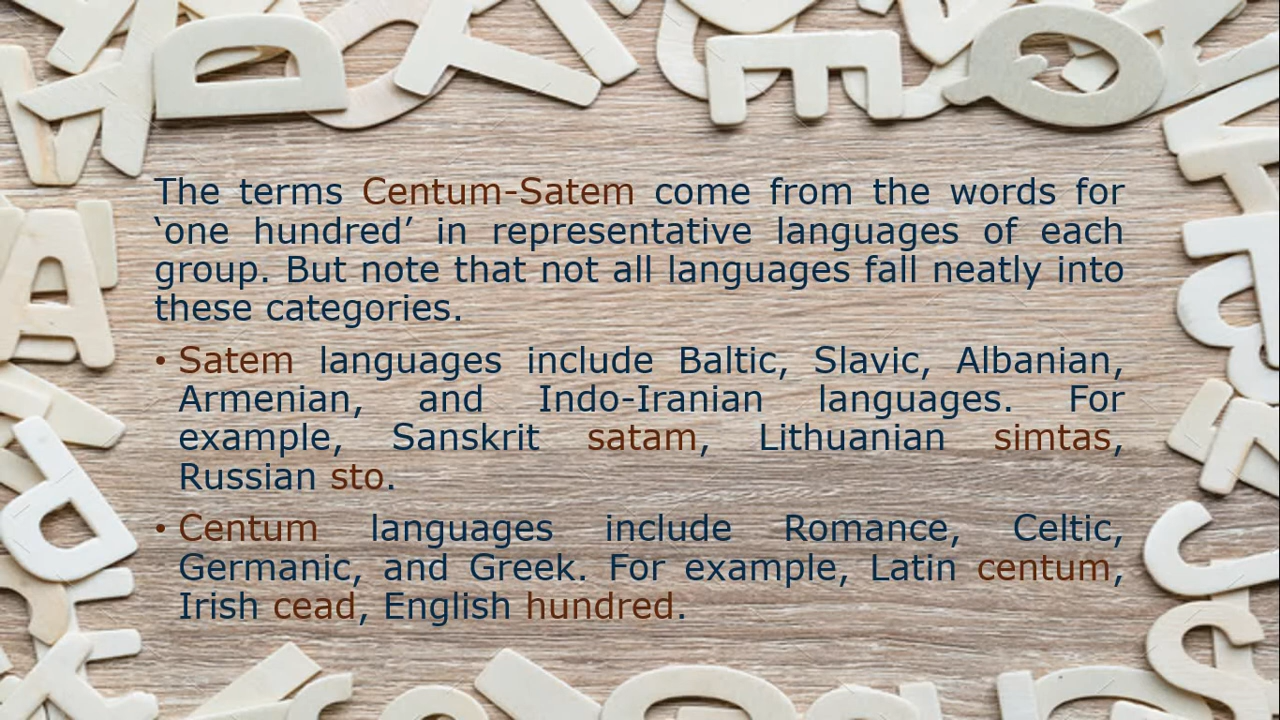 The terms Centum-Satem come from the words for
‘one hundred’ in representative languages of each
group. But note that not all languages fall neatly into
these categories.
• Satem languages include Baltic, Slavic, Albanian,
Armenian, and Indo-Iranian languages. For
example, Sanskrit satam, Lithuanian simtas,
Russian sto.
• Centum languages include Romance, Celtic,
Germanic, and Greek. For example, Latin centum,
Irish cead, English hundred.